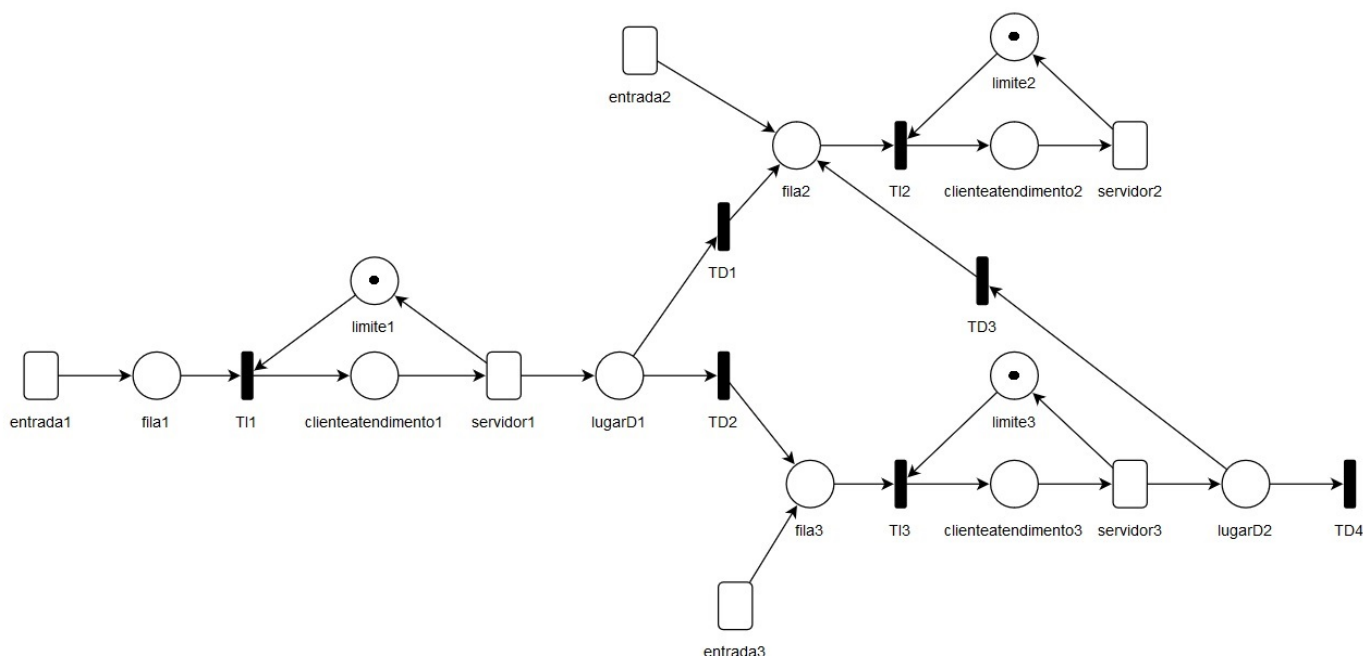 limite2
entrada2
fila2
TI2
clienteatendimento2
servidor2
TD1
limite1
TD3
entrada1
fila1
TI1
clienteatendimento1
servidor1
lugarD1
TD2
limite3
fila3
TI3
clienteatendimento3
servidor3
lugarD2
TD4
entrada3